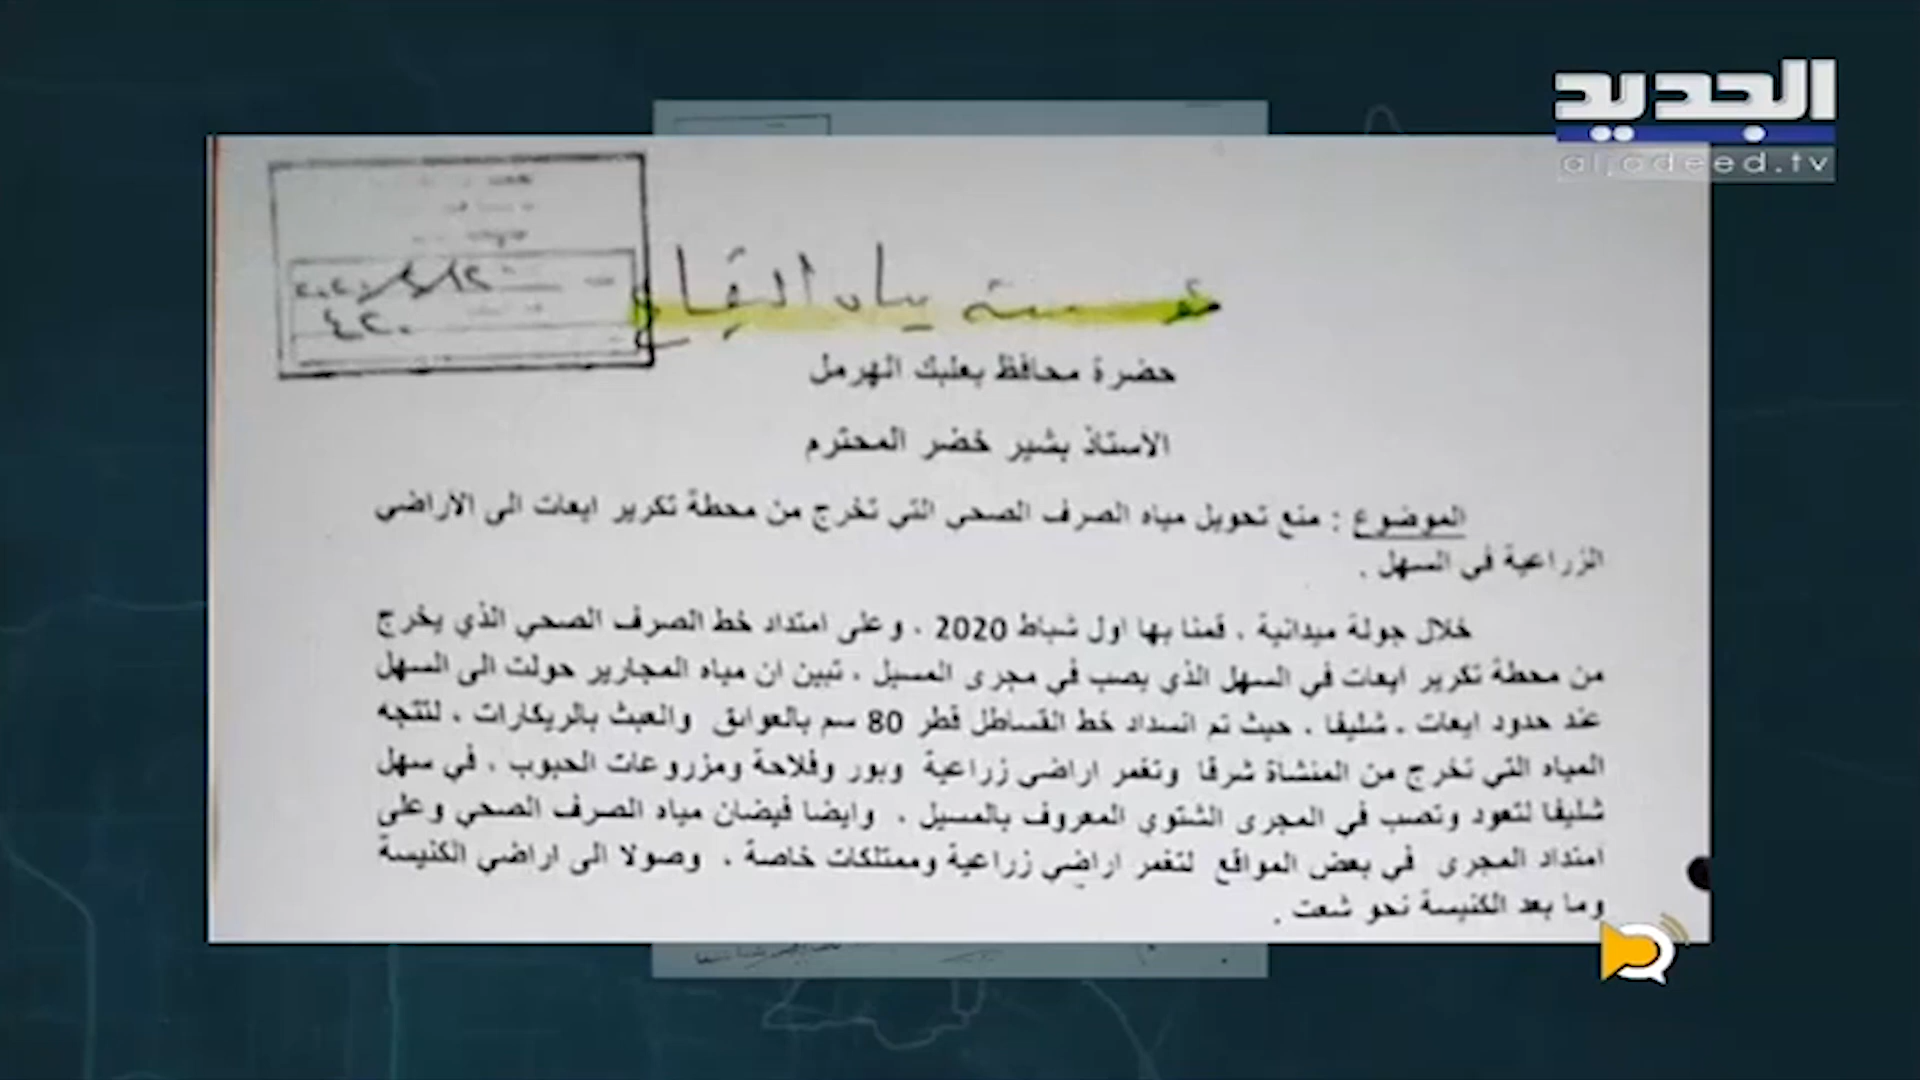 الجديد
aljadeed.tv
٤٢٠
مؤسسة مياه البقاع
حضرة محافظ بعلبك الهرمل
الاستاذ بشير خضر المحترم
الموضوع : منع تحويل مياه الصرف الصحي التي تخرج من محطة تكرير ايعات الى الاراضي
الزراعية في السهل .
خلال جولة ميدانية ، قمنا بها اول شباط 2020 ، وعلى امتداد خط الصرف الصحي الذي يخرج
من محطة تكرير ايعات في السهل الذي يصب في مجرى المسيل ، تبين ان مياه المجارير حولت الى السهل
عند حدود ايعات ـ شليفا ، حيث تم انسداد خط القساطل قطر 80 سم بالعوابق والعبث بالريكارات ، لتتجه
المياه التي تخرج من المنشاة شرقا وتغمر اراضي زراعية وبور وفلاحة ومزروعات الحبوب ، في سهل
شليفا لتعود وتصب في المجرى الشتوي المعروف بالمسيل ، وايضا فيضان مياه الصرف الصحي وعلى
امتداد المجرى في بعض المواقع لتغمر اراضي زراعية وممتلكات خاصة ، وصولا الى اراضي الكنيسة
وما بعد الكنيسة نحو شعت .